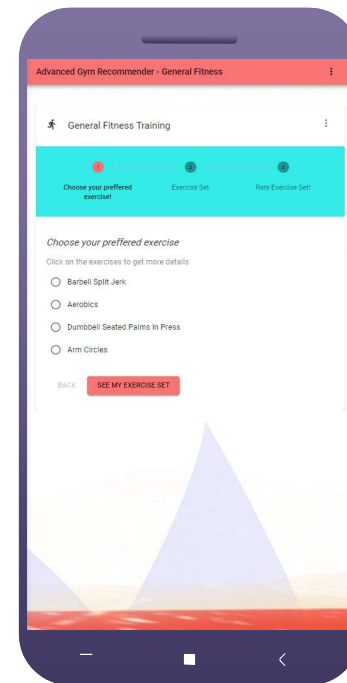 Advanced Gym Recommender - General Fitness
General Fitness Training
1
2
3
Choose your preffered
exercise!
Exercise Set
Rate Exercise Set!
Choose your preffered exercise
Click on the exercises to get more details
Barbell Split Jerk
Aerobics
Dumbbell Seated Palms In Press
Arm Circles
BACK
SEE MY EXERCISE SET